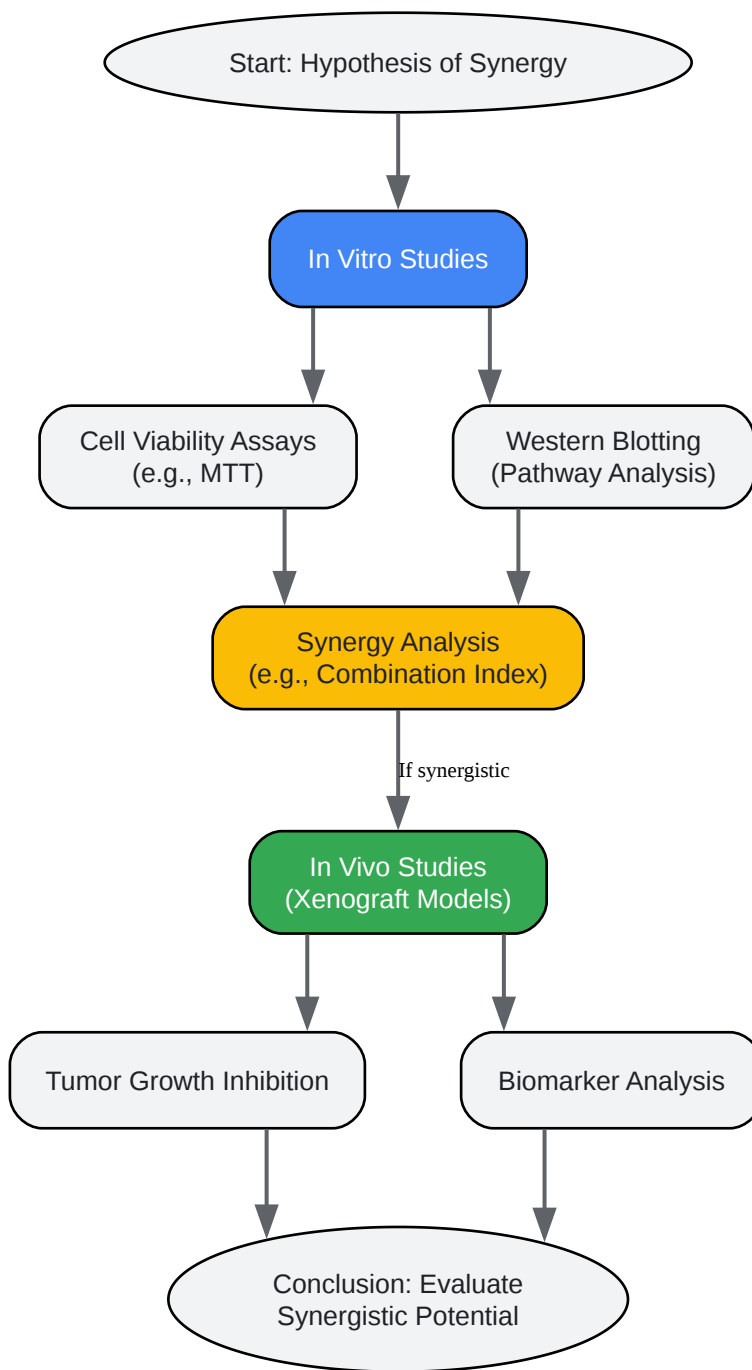 Start: Hypothesis of Synergy
In Vitro Studies
Cell Viability Assays
(e.g., MTT)
Western Blotting
(Pathway Analysis)
Synergy Analysis
(e.g., Combination Index)
If synergistic
In Vivo Studies
(Xenograft Models)
Tumor Growth Inhibition
Biomarker Analysis
Conclusion: Evaluate
Synergistic Potential